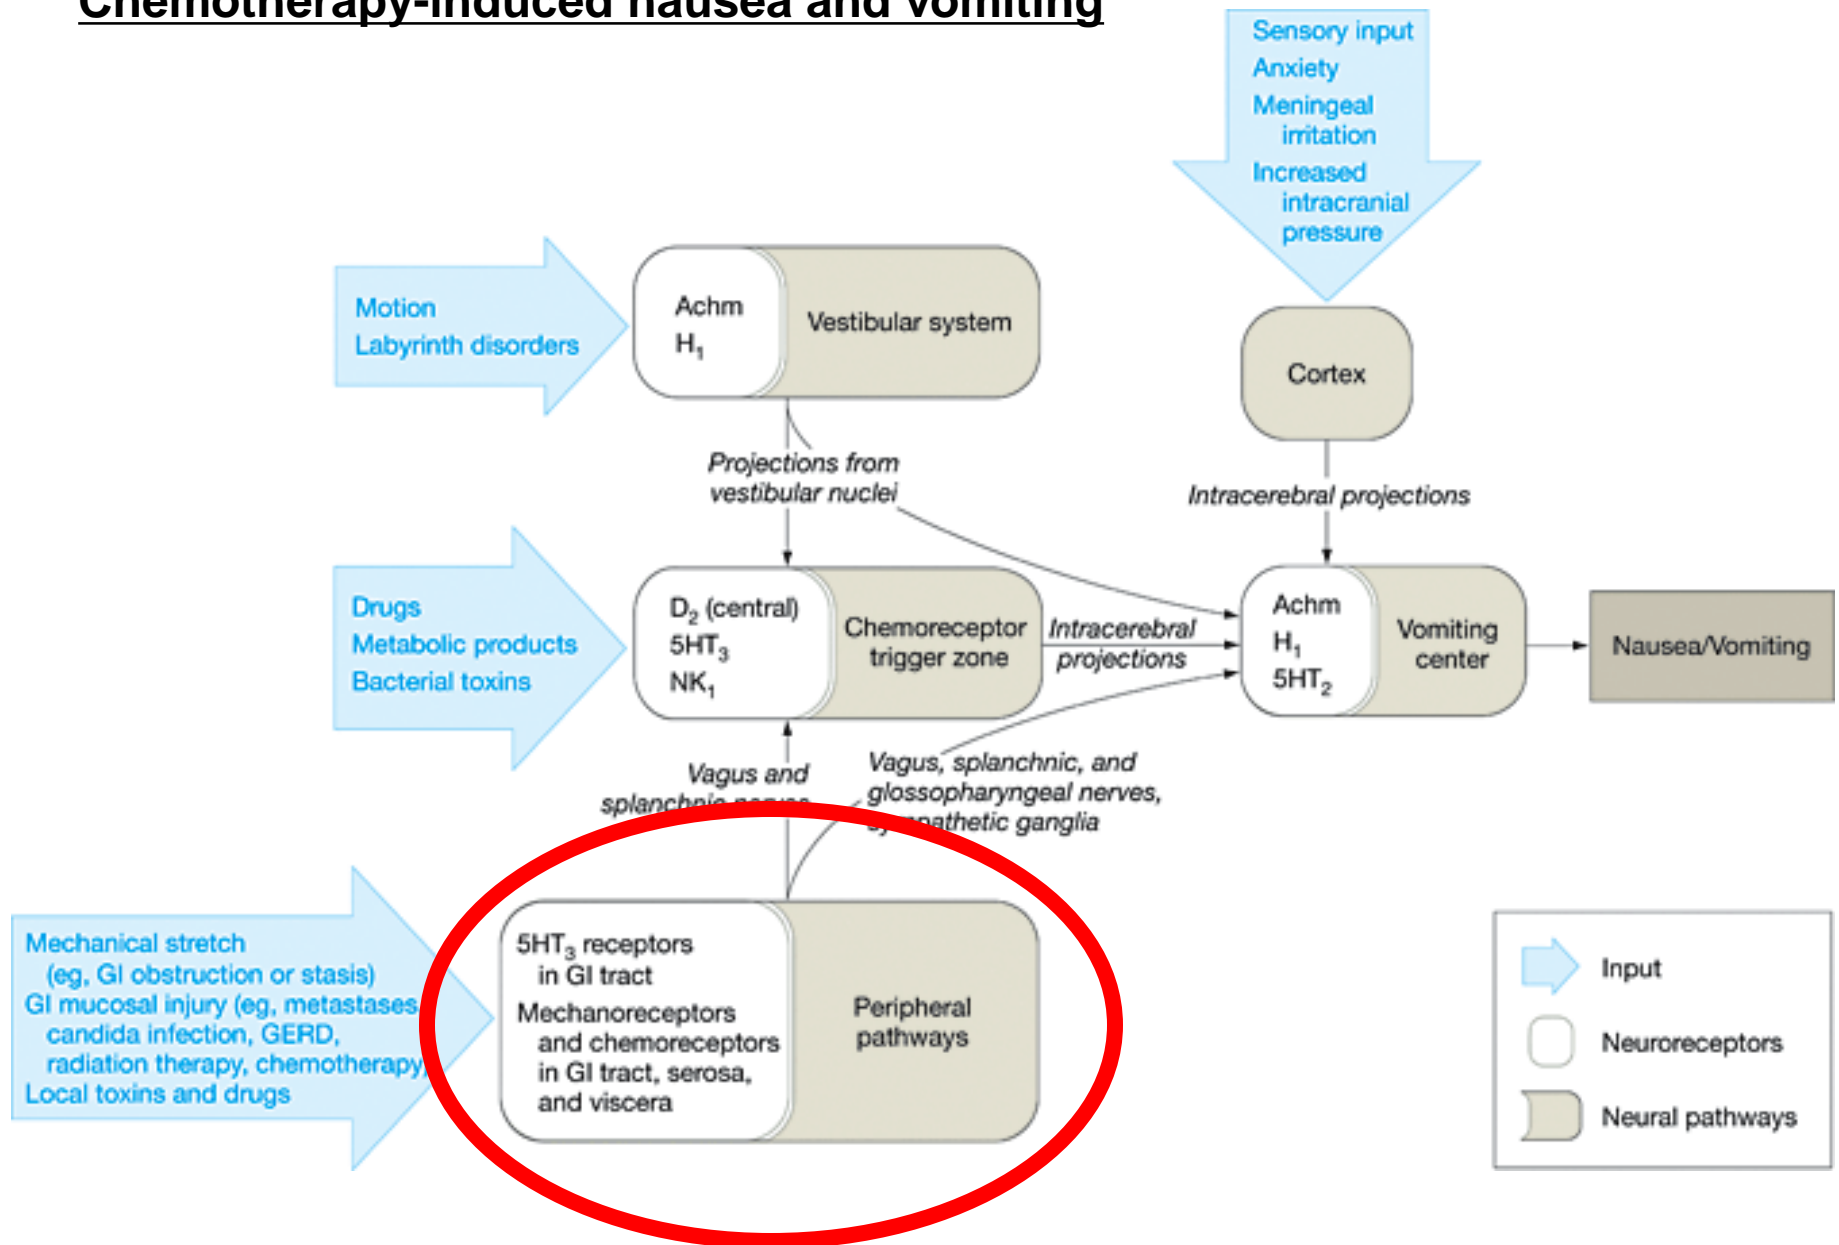 Chemotherapy-induced nausea and vomiting
Sensory input
Anxiety
Meningeal
irritation
Increased
intracranial
pressure
Motion
Labyrinth disorders
Achm
H₁
Vestibular system
Cortex
Projections from
vestibular nuclei
Intracerebral projections
Drugs
Metabolic products
Bacterial toxins
D₂ (central)
5HT₃
NK₁
Chemoreceptor
trigger zone
Intracerebral
projections
Achm
H₁
5HT₂
Vomiting
center
Nausea/Vomiting
Vagus and
splanchnic nerves
Vagus, splanchnic, and
glossopharyngeal nerves,
sympathetic ganglia
Mechanical stretch
(eg, GI obstruction or stasis)
GI mucosal injury (eg, metastases,
candida infection, GERD,
radiation therapy, chemotherapy)
Local toxins and drugs
5HT₃ receptors
in GI tract
Mechanoreceptors
and chemoreceptors
in GI tract, serosa,
and viscera
Peripheral
pathways
Input
Neuroreceptors
Neural pathways